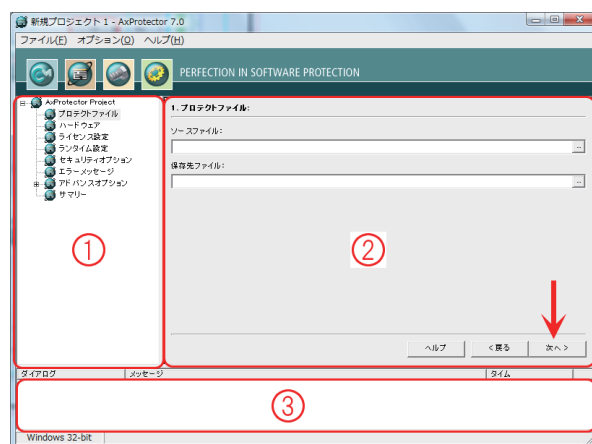 新規プロジェクト 1 - AxProtector 7.0
ファイル(F) オプション(O) ヘルプ(H)
PERFECTION IN SOFTWARE PROTECTION
AxProtector Project
プロテクトファイル
ハードウェア
ライセンス設定
ランタイム設定
セキュリティオプション
エラーメッセージ
アドバンスオプション
サマリー
①
1. プロテクトファイル:
ソースファイル:
...
保存先ファイル:
...
②
ヘルプ <戻る 次へ>
ダイアログ メッセージ タイム
③
Windows 32-bit